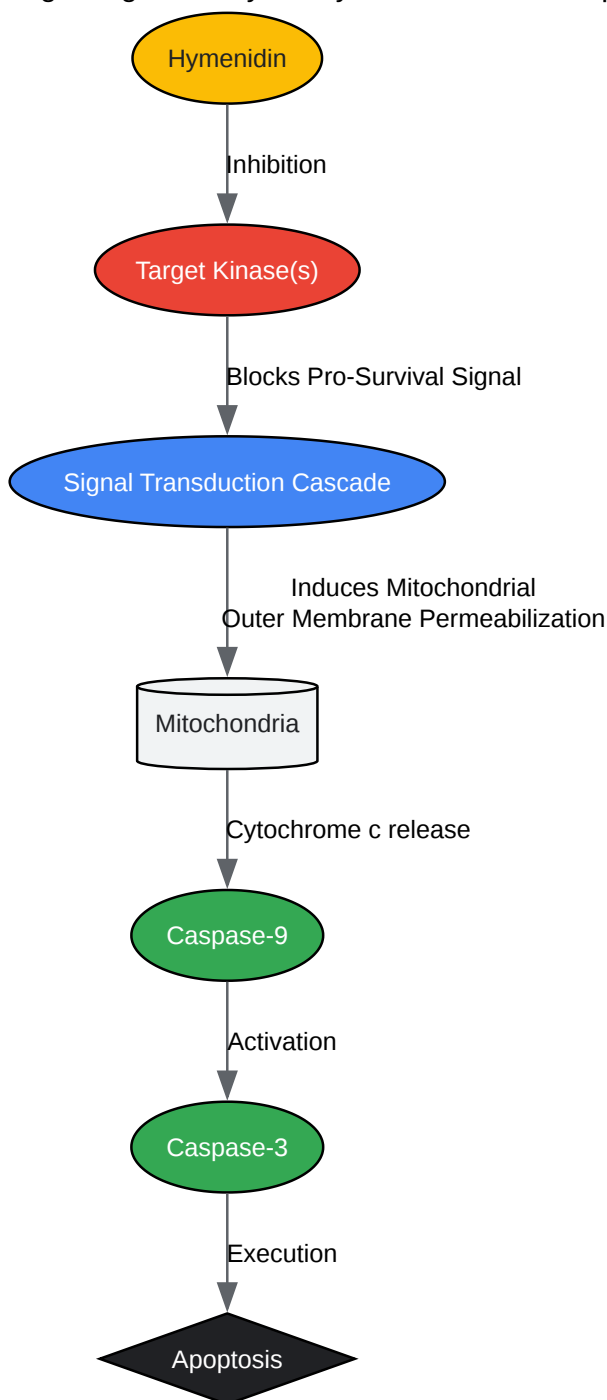 Hymenidin
Inhibition
Target Kinase(s)
Blocks Pro-Survival Signal
Signal Transduction Cascade
Induces Mitochondrial
Outer Membrane Permeabilization
Mitochondria
Cytochrome c release
Caspase-9
Activation
Caspase-3
Execution
Apoptosis